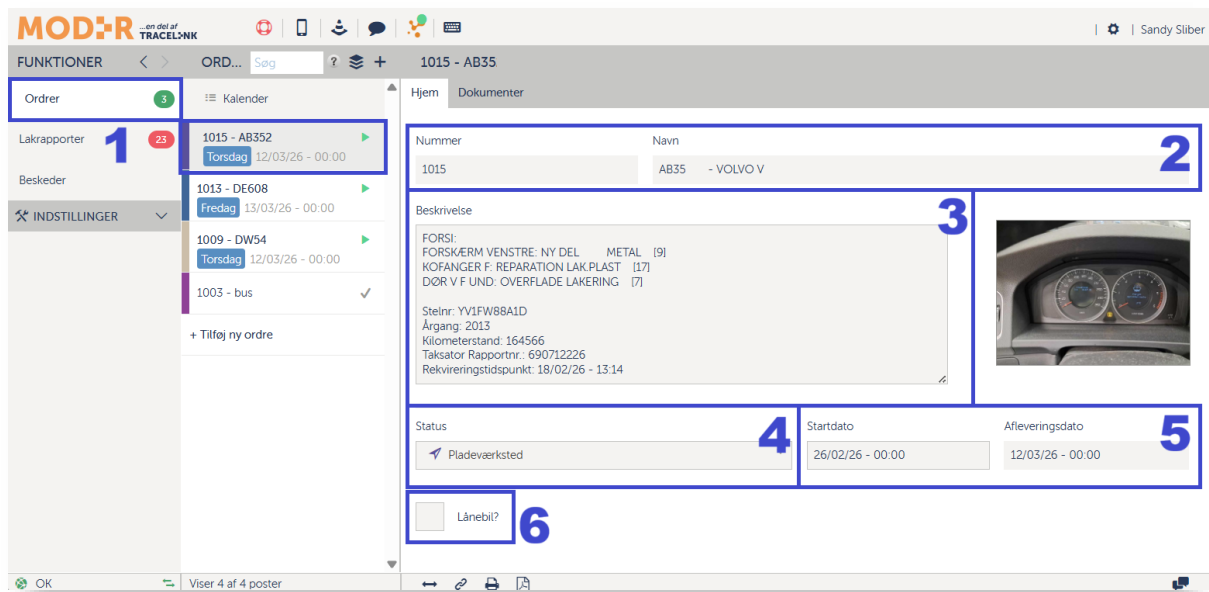 MOD:R ...en del af TRACELINK
Sandy Sliber
FUNKTIONER
ORD... Søg ? +
1015 - AB35
Ordrer 3
Kalender
Hjem Dokumenter
Lakrapporter 23
1
Beskeder
INDSTILLINGER
1015 - AB352
Torsdag 12/03/26 - 00:00
1013 - DE608
Fredag 13/03/26 - 00:00
1009 - DW54
Torsdag 12/03/26 - 00:00
1003 - bus
+ Tilføj ny ordre
Nummer Navn
2
1015 AB35 - VOLVO V
Beskrivelse
3
FORSI:
FORSKÆRM VENSTRE: NY DEL METAL [9]
KOFANGER F: REPARATION LAK.PLAST [17]
DØR V F UND: OVERFLADE LAKERING [7]
Stelnr: YV1FW88A1D
Årgang: 2013
Kilometerstand: 164566
Taksator Rapportnr.: 690712226
Rekvireringstidspunkt: 18/02/26 - 13:14
Status
4
Startdato Afleveringsdato
5
Pladeværksted
26/02/26 - 00:00 12/03/26 - 00:00
Lånebil?
6
OK
Viser 4 af 4 poster